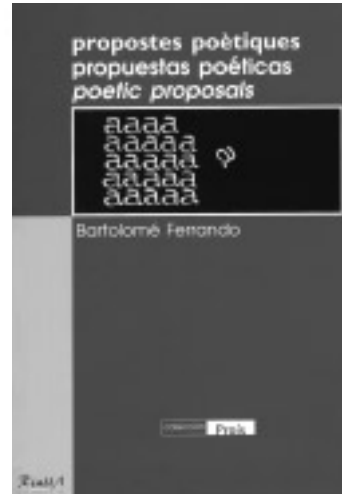 propostes poètiques
propuestas poéticas
poetic proposals
aaaa
aaaaa
aaaaa a
aaaaa
aaaaa
Bartolomé Ferrando